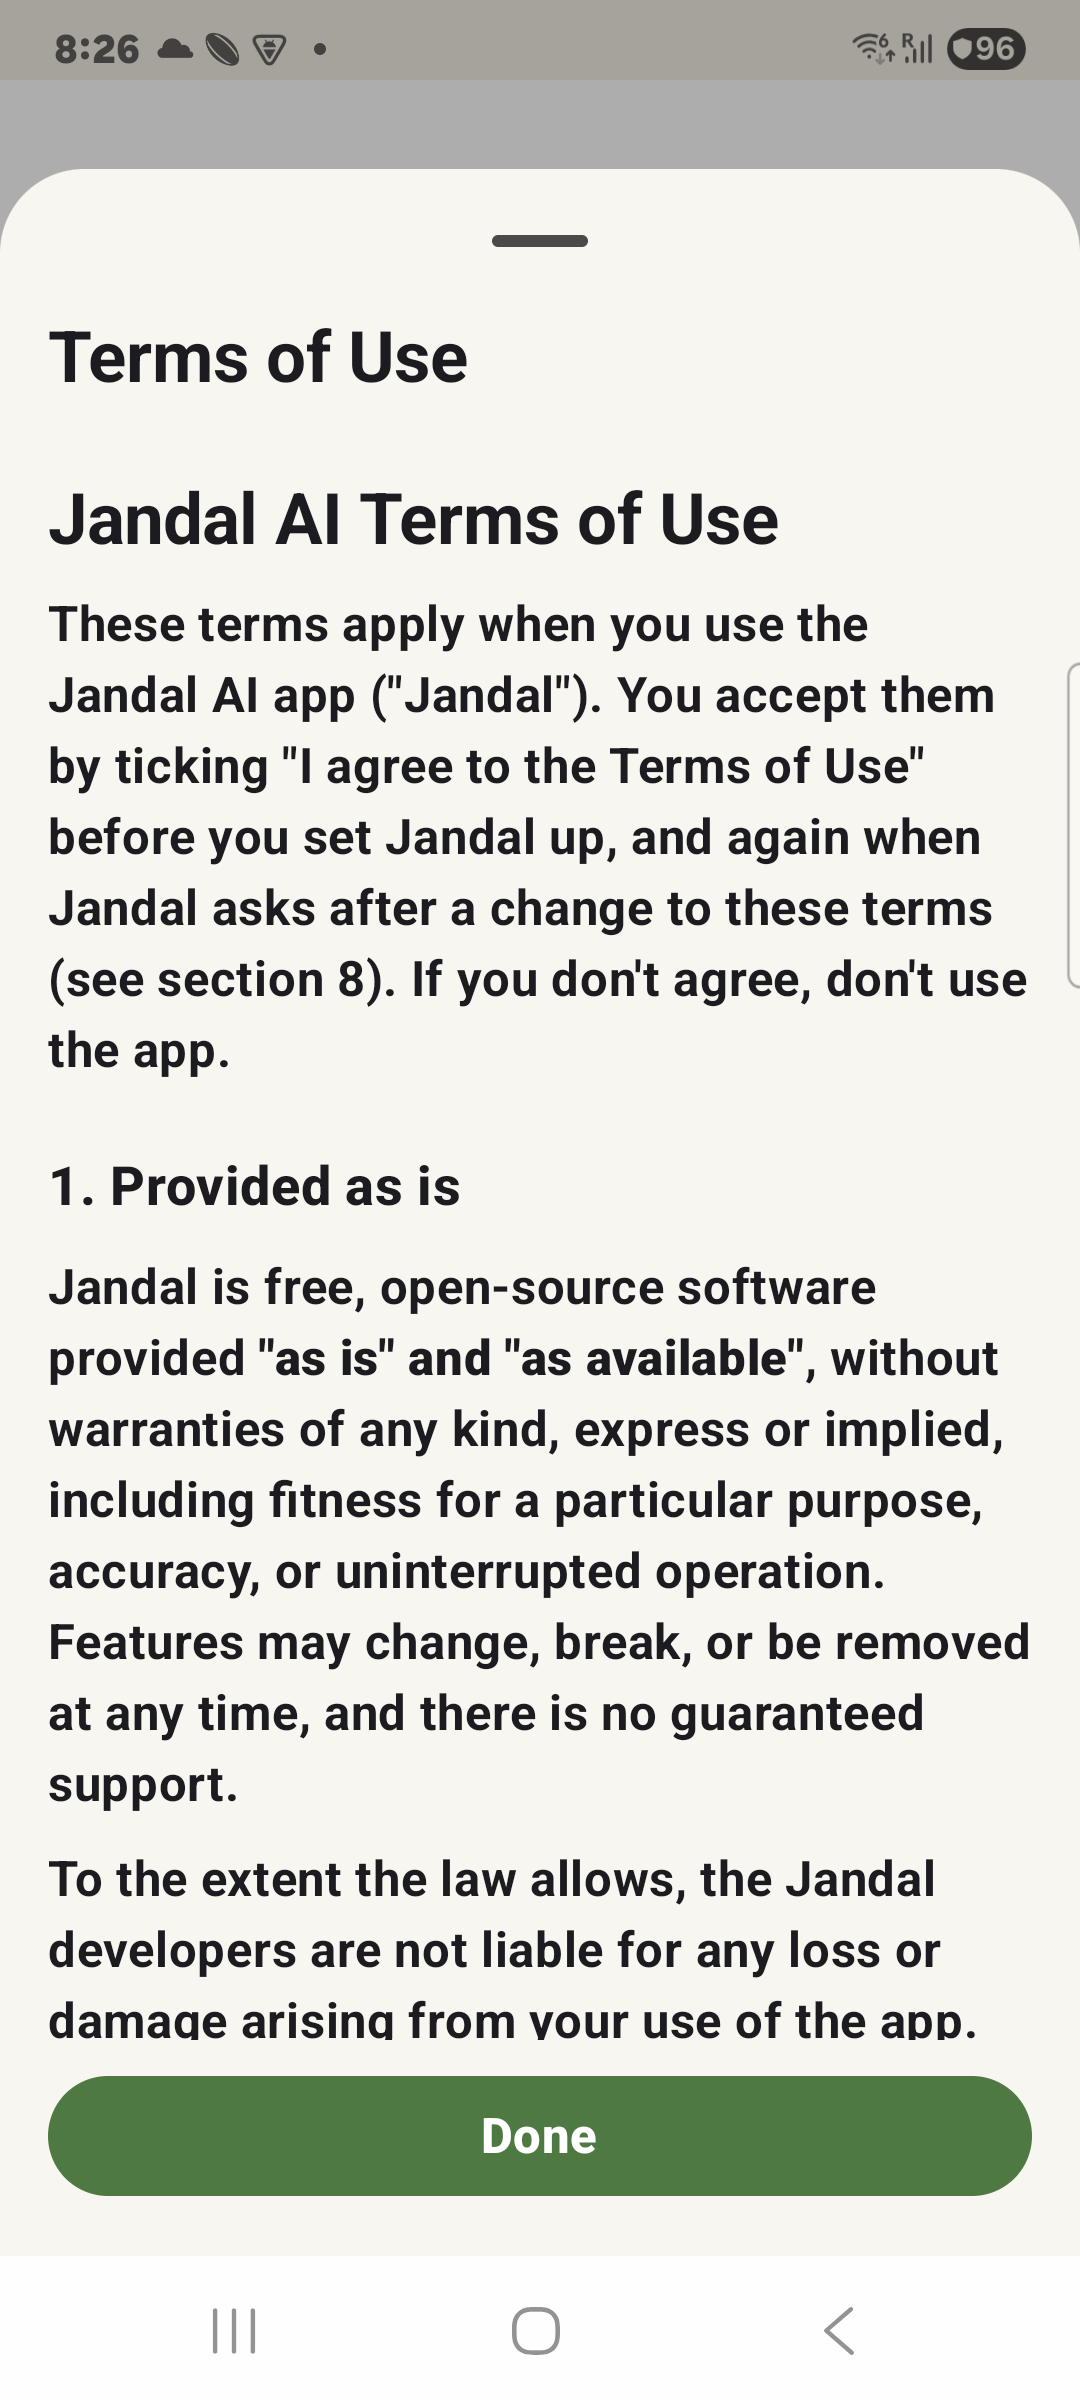 8:26
6 R 96
Terms of Use
Jandal AI Terms of Use
These terms apply when you use the
Jandal AI app ("Jandal"). You accept them
by ticking "I agree to the Terms of Use"
before you set Jandal up, and again when
Jandal asks after a change to these terms
(see section 8). If you don't agree, don't use
the app.
1. Provided as is
Jandal is free, open-source software
provided "as is" and "as available", without
warranties of any kind, express or implied,
including fitness for a particular purpose,
accuracy, or uninterrupted operation.
Features may change, break, or be removed
at any time, and there is no guaranteed
support.
To the extent the law allows, the Jandal
developers are not liable for any loss or
damage arising from your use of the app.
Done